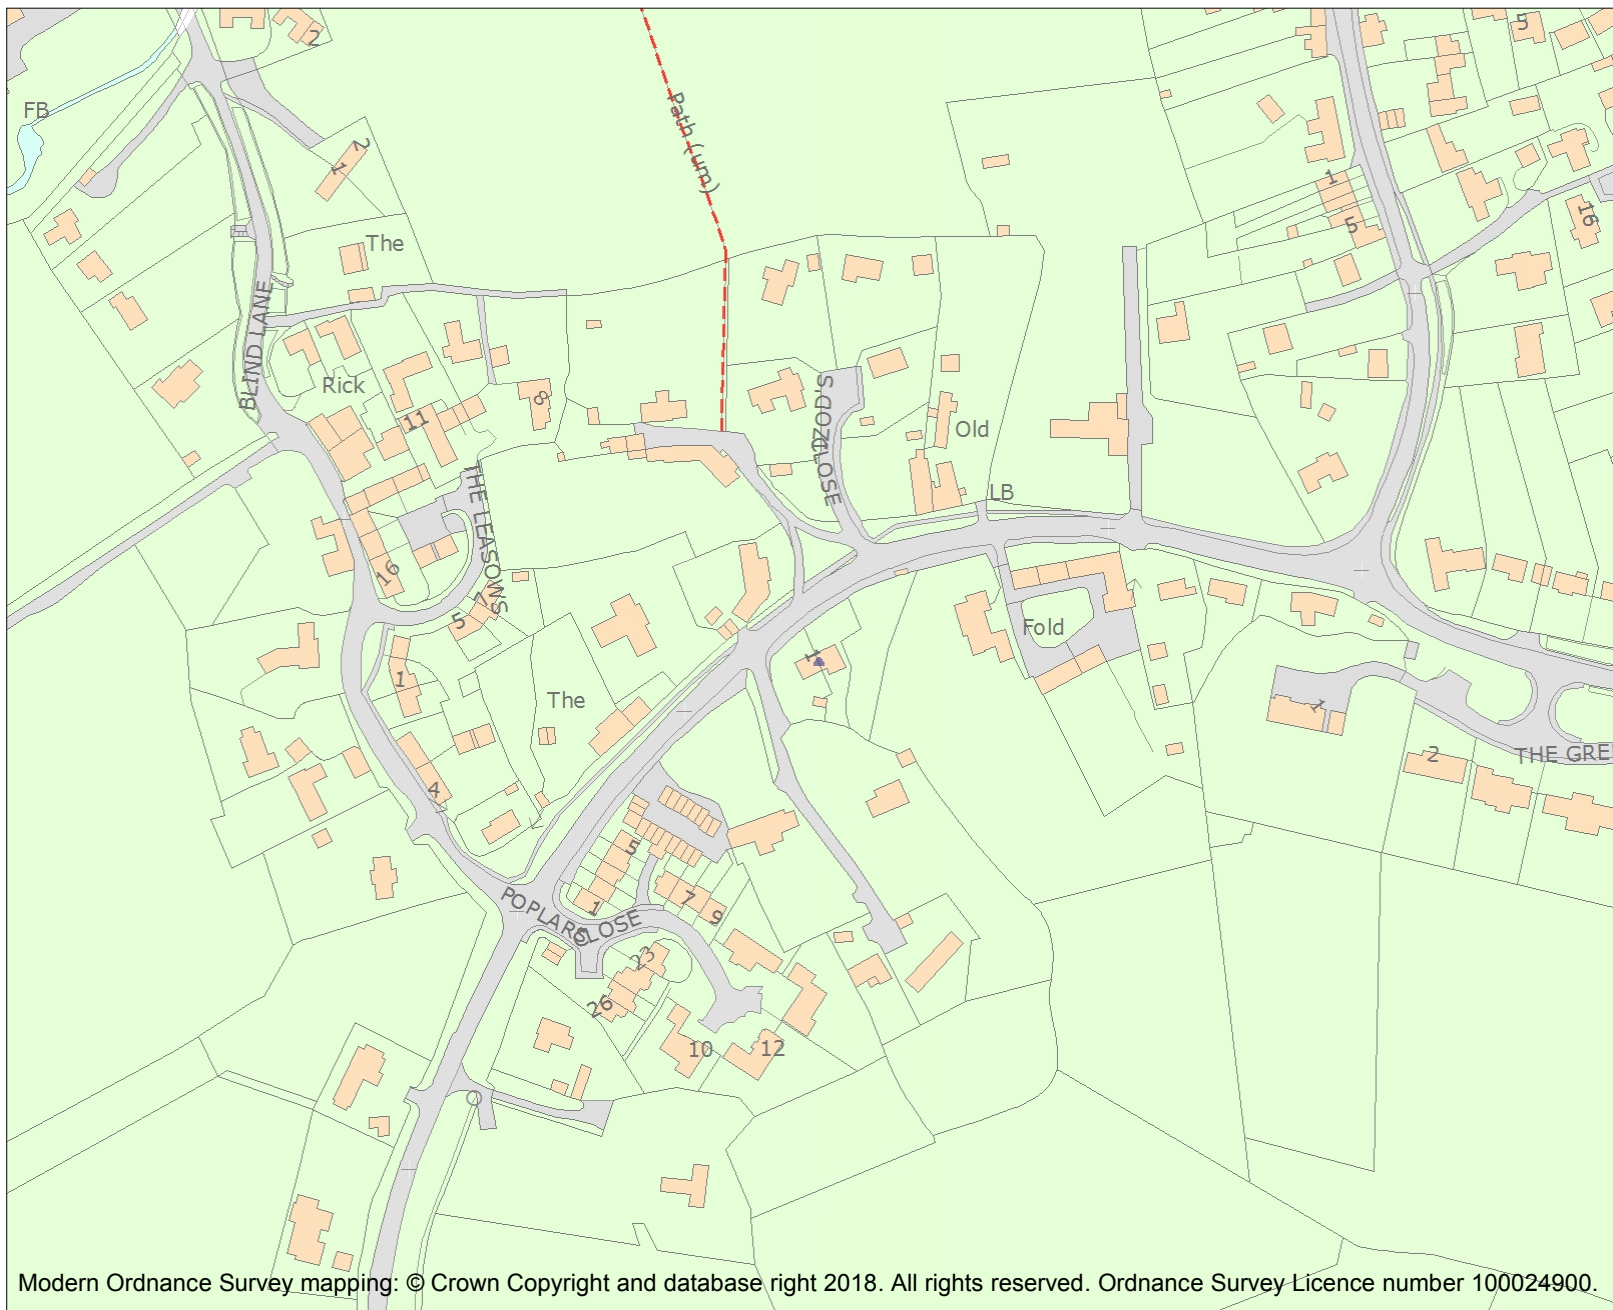 2
5
FB
Path (um)
2
1
1
5
16
The
BLIND LANE
Rick
8
11
OZOD'S
CLOSE
Old
THE LEASOWS
LB
16
7
5
Fold
1
1
The
1
4
2
THE GRE
5
1
7
9
POPLARS
CLOSE
23
26
10
12
Modern Ordnance Survey mapping: © Crown Copyright and database right 2018. All rights reserved. Ordnance Survey Licence number 100024900.